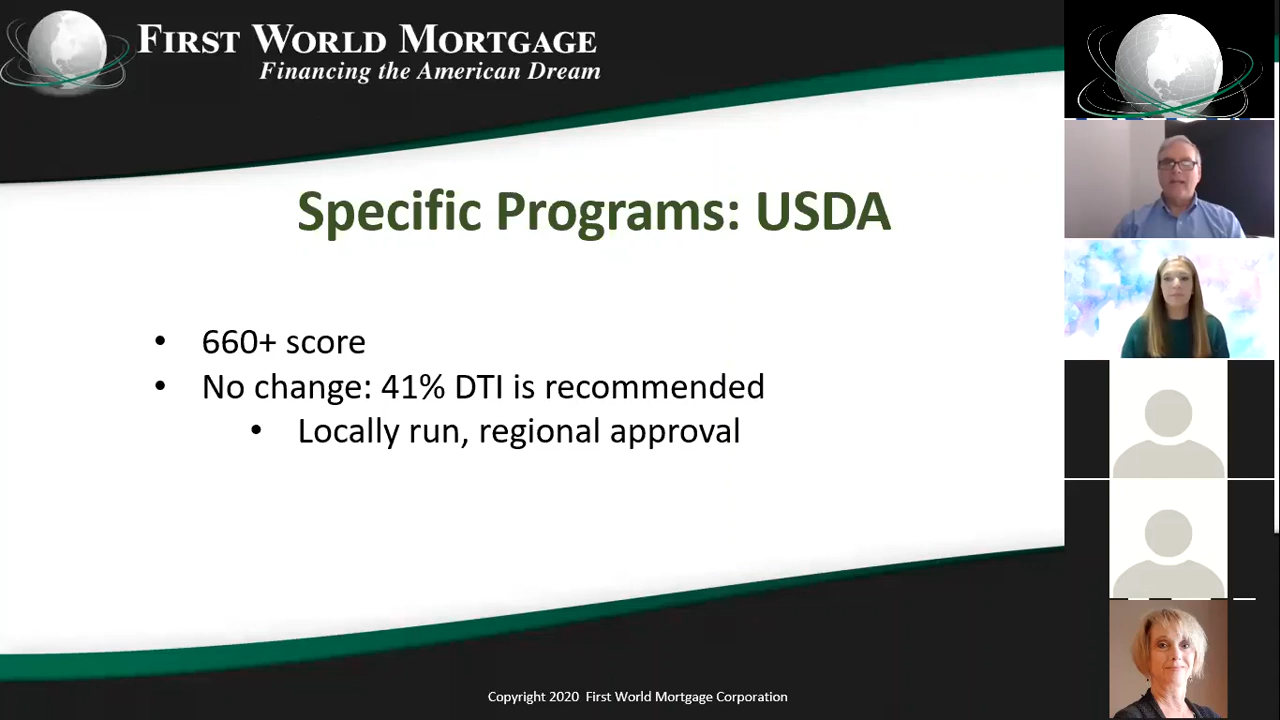 FIRST WORLD MORTGAGE
Financing the American Dream
Specific Programs: USDA
• 660+ score
• No change: 41% DTI is recommended
• Locally run, regional approval
Copyright 2020 First World Mortgage Corporation